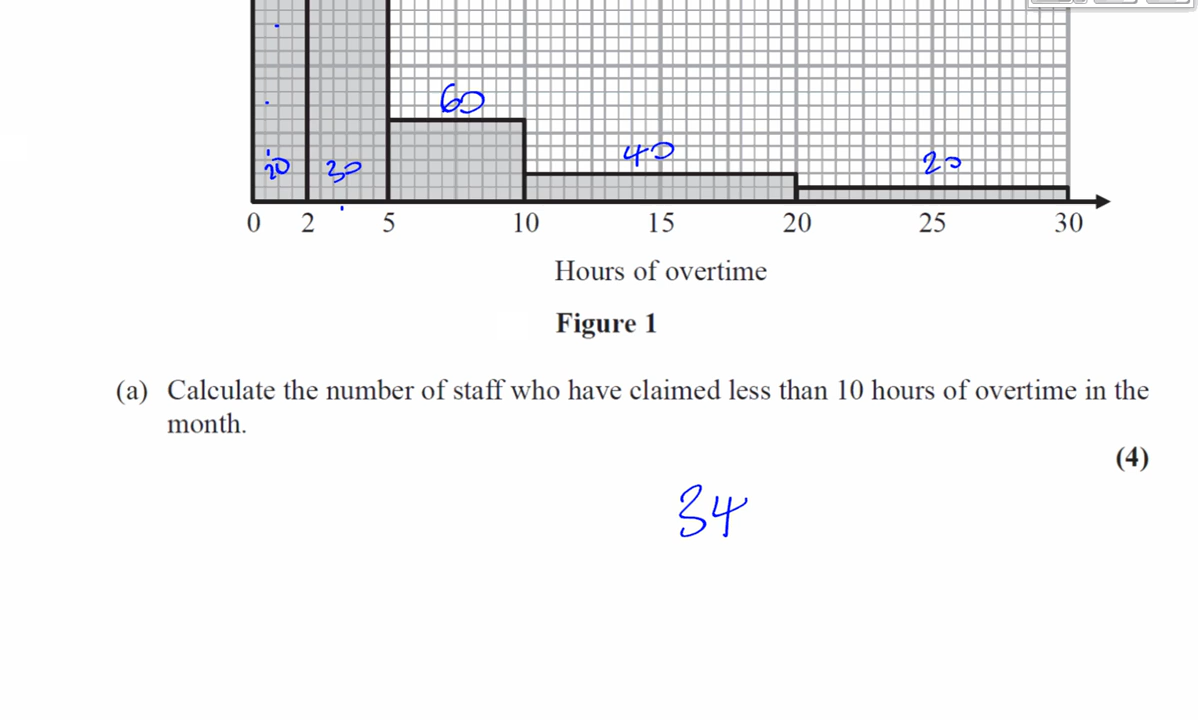 60
40
20
20
30
0 2 5 10 15 20 25 30
Hours of overtime
Figure 1
(a) Calculate the number of staff who have claimed less than 10 hours of overtime in the
month.
(4)
34